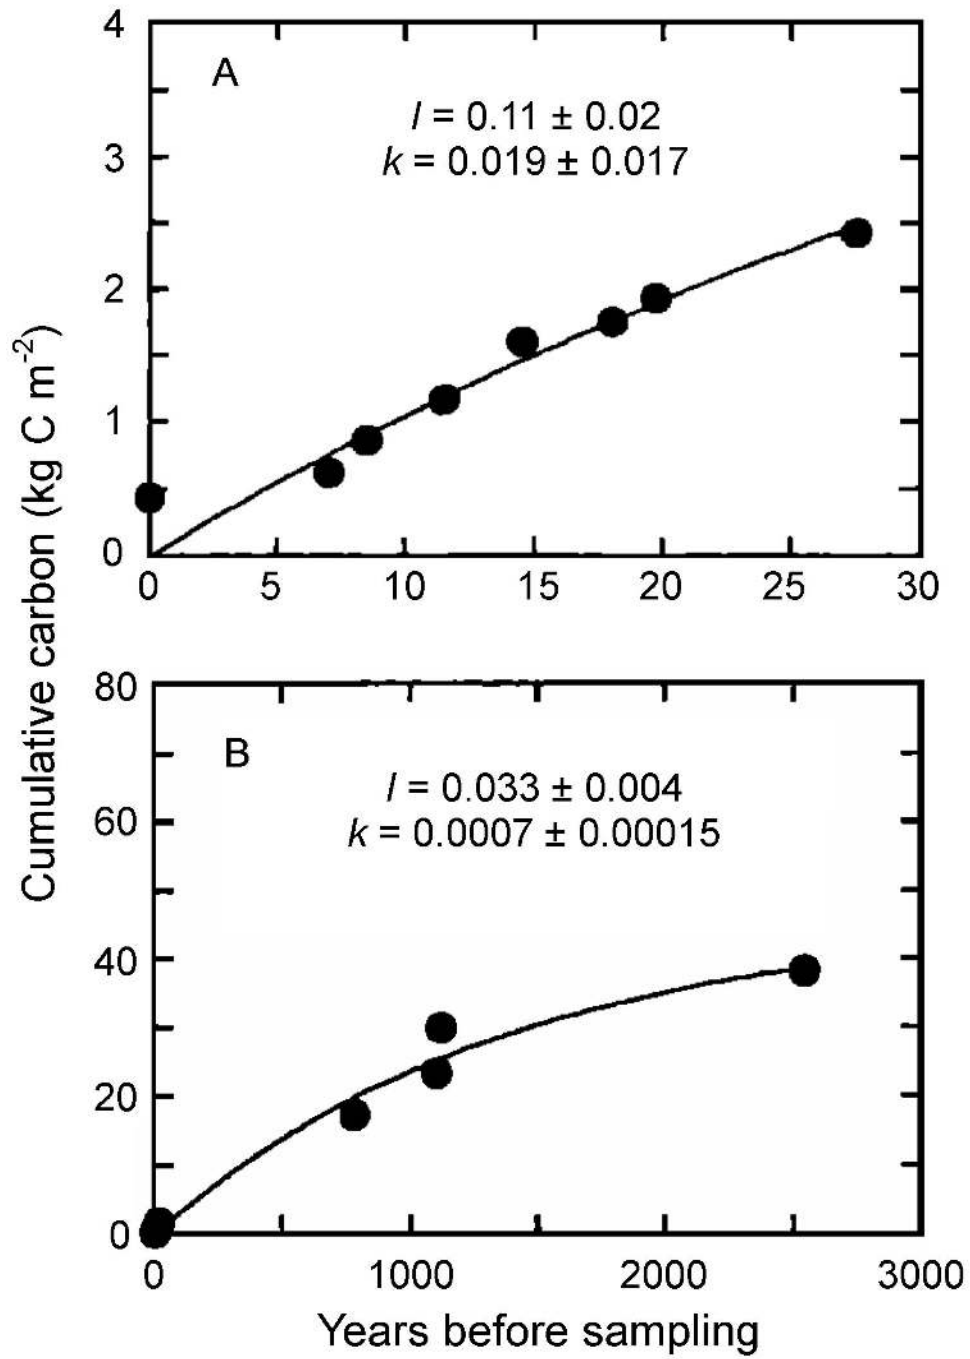 Cumulative carbon (kg C m⁻²)
4
3
2
1
0
A
I = 0.11 ± 0.02
k = 0.019 ± 0.017
0 5 10 15 20 25 30
80
60
40
20
0
B
I = 0.033 ± 0.004
k = 0.0007 ± 0.00015
0 1000 2000 3000
Years before sampling